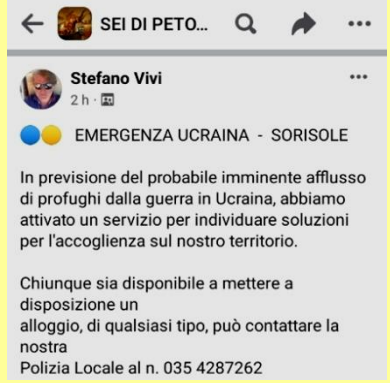 SEI DI PETO...
Stefano Vivi
2 h
EMERGENZA UCRAINA - SORISOLE
In previsione del probabile imminente afflusso
di profughi dalla guerra in Ucraina, abbiamo
attivato un servizio per individuare soluzioni
per l'accoglienza sul nostro territorio.
Chiunque sia disponibile a mettere a
disposizione un
alloggio, di qualsiasi tipo, può contattare la
nostra
Polizia Locale al n. 035 4287262